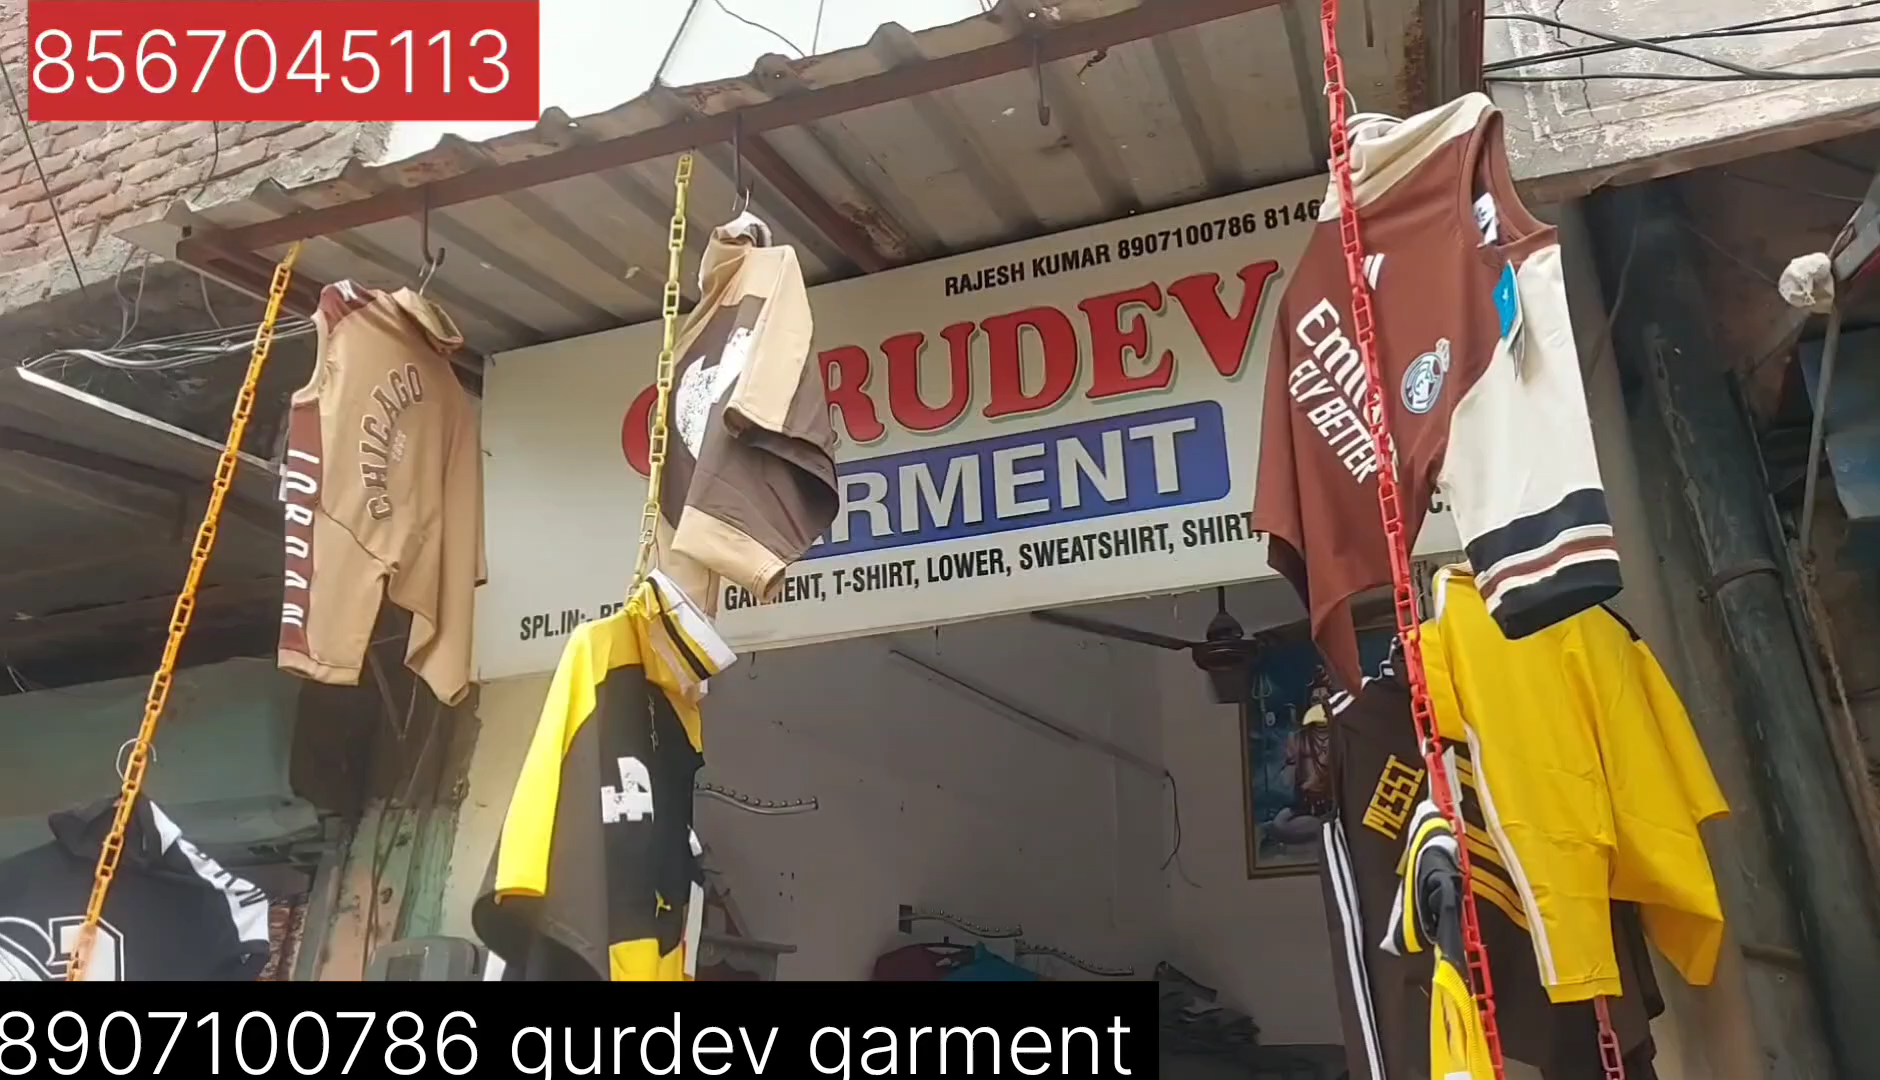 8567045113
RAJESH KUMAR 8907100786 8146
RUDEV
RMENT
SPL.IN:- GARMENT, T-SHIRT, LOWER, SWEATSHIRT, SHIRT,
CHICAGO
FLY BETTER
MESSI
8907100786 gurdev garment